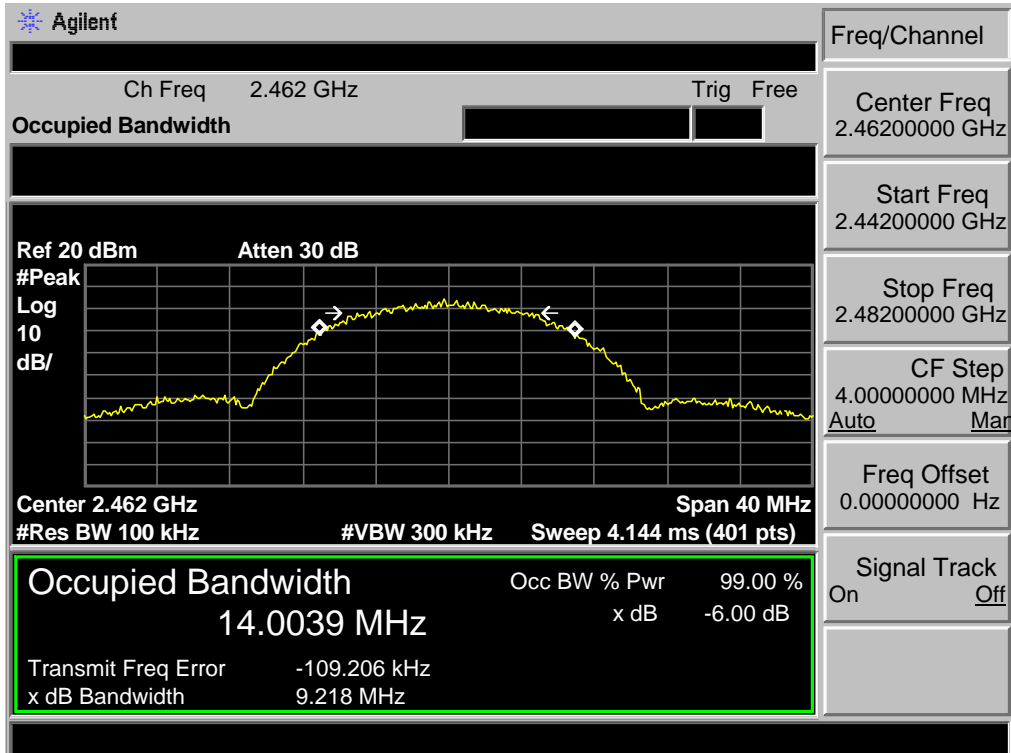 Agilent
Freq/Channel
Ch Freq 2.462 GHz Trig Free
Occupied Bandwidth
Center Freq
2.46200000 GHz
Start Freq
2.44200000 GHz
Stop Freq
2.48200000 GHz
CF Step
4.00000000 MHz
Auto Man
Freq Offset
0.00000000 Hz
Signal Track
On Off
Ref 20 dBm Atten 30 dB
#Peak
Log
10
dB/
Center 2.462 GHz Span 40 MHz
#Res BW 100 kHz #VBW 300 kHz Sweep 4.144 ms (401 pts)
Occupied Bandwidth Occ BW % Pwr 99.00 %
14.0039 MHz x dB -6.00 dB
Transmit Freq Error -109.206 kHz
x dB Bandwidth 9.218 MHz